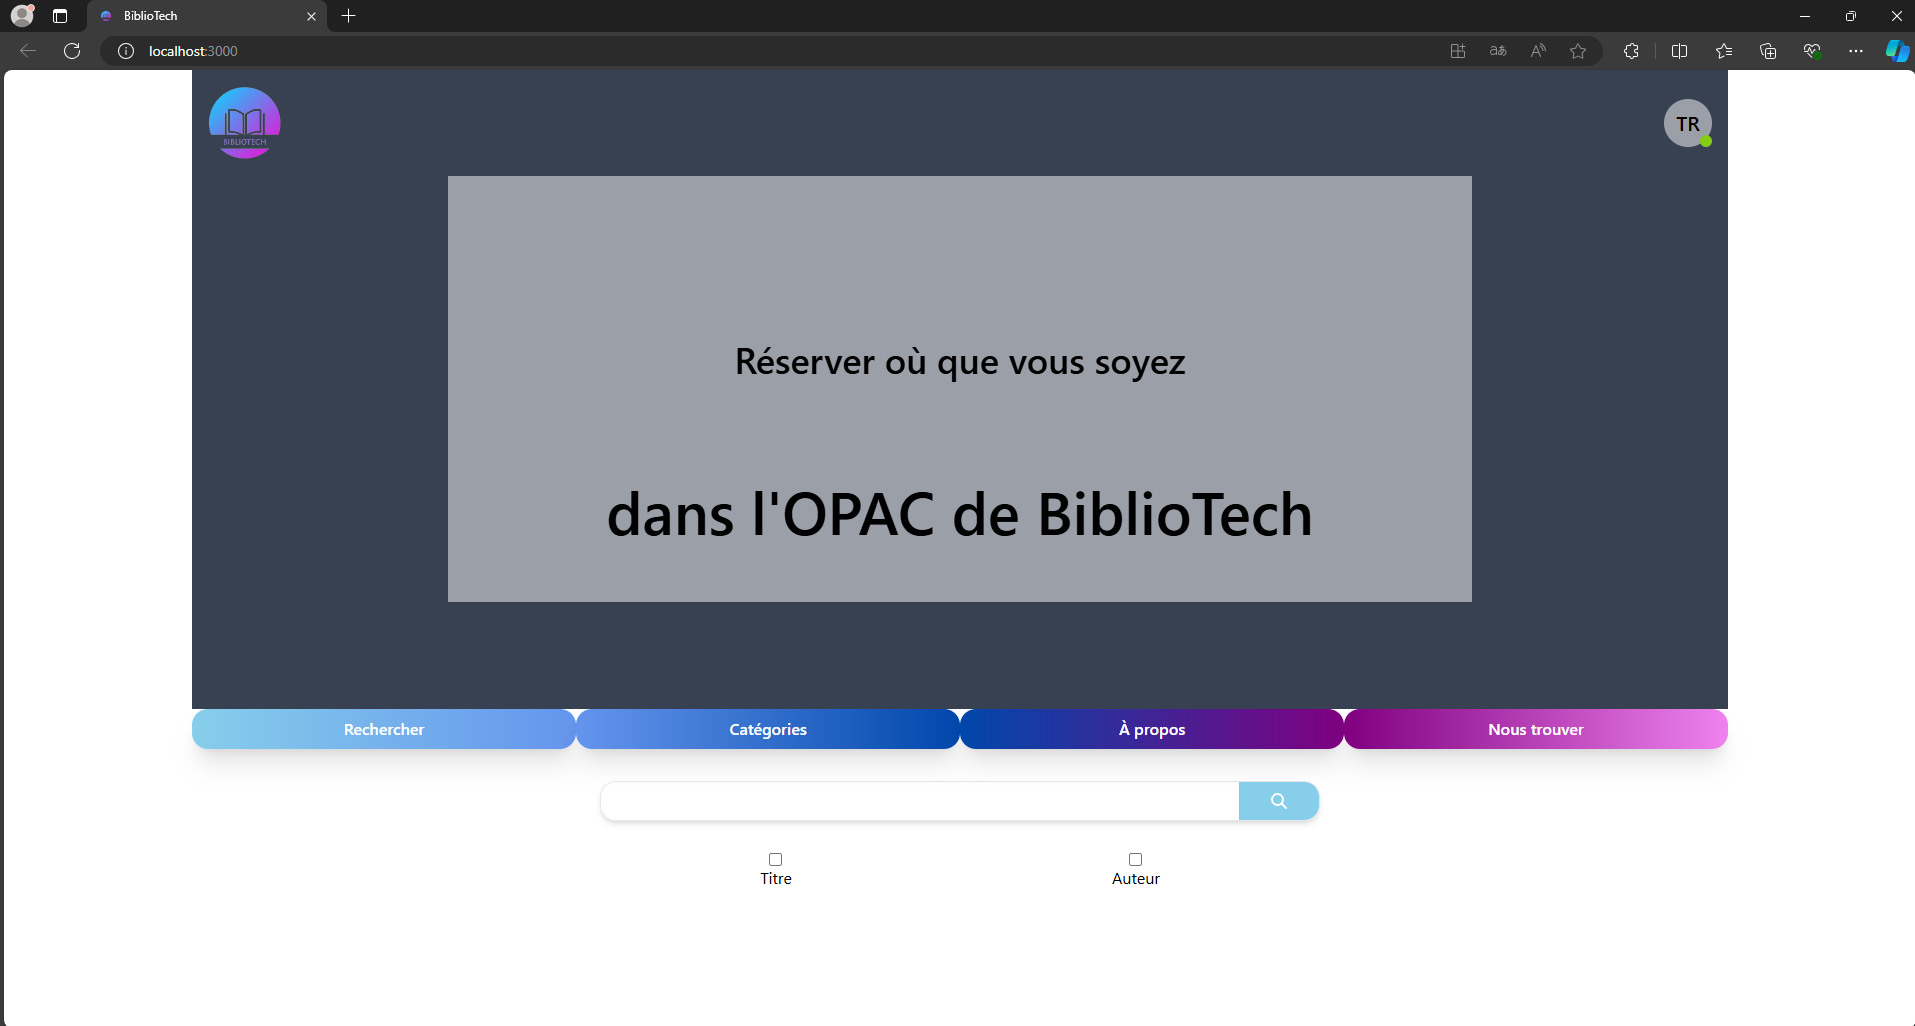 BiblioTech
localhost:3000
BIBLIOTECH
TR
Réserver où que vous soyez
dans l'OPAC de BiblioTech
Rechercher
Catégories
À propos
Nous trouver
Titre
Auteur